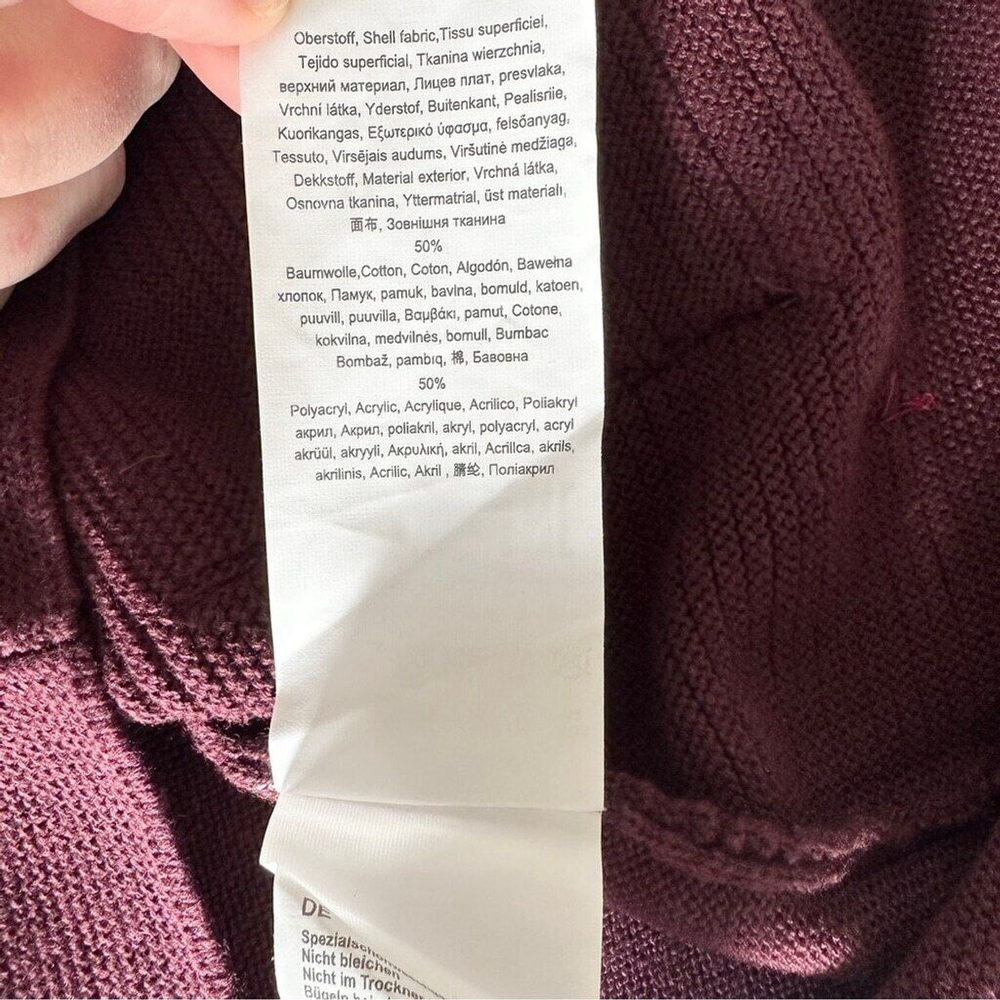 Oberstoff, Shell fabric,Tissu superficiel,
Tejido superficial, Tkanina wierzchnia,
верхний материал, Лицев плат, presvlaka,
Vrchní látka, Yderstof, Buitenkant, Pealisriie,
Kuorikangas, Εξωτερικό ύφασμα, felsőanyag,
Tessuto, Virsējais audums, Viršutinė medžiaga,
Dekkstoff, Material exterior, Vrchná látka,
Osnovna tkanina, Yttermatrial, üst materialı,
面布, Зовнішня тканина
50%
Baumwolle,Cotton, Coton, Algodón, Bawełna
хлопок, Памук, pamuk, bavlna, bomuld, katoen,
puuvill, puuvilla, Βαμβάκι, pamut, Cotone,
kokvilna, medvilnės, bomull, Bumbac
Bombaž, pambıq, 棉, Бавовна
50%
Polyacryl, Acrylic, Acrylique, Acrilico, Poliakryl
акрил, Акрил, poliakril, akryl, polyacryl, acryl
akrüül, akryyli, Ακρυλική, akril, Acrilica, akrils,
akrilinis, Acrilic, Akril , 腈纶, Поліакрил
DE
Nicht bleichen
Nicht im